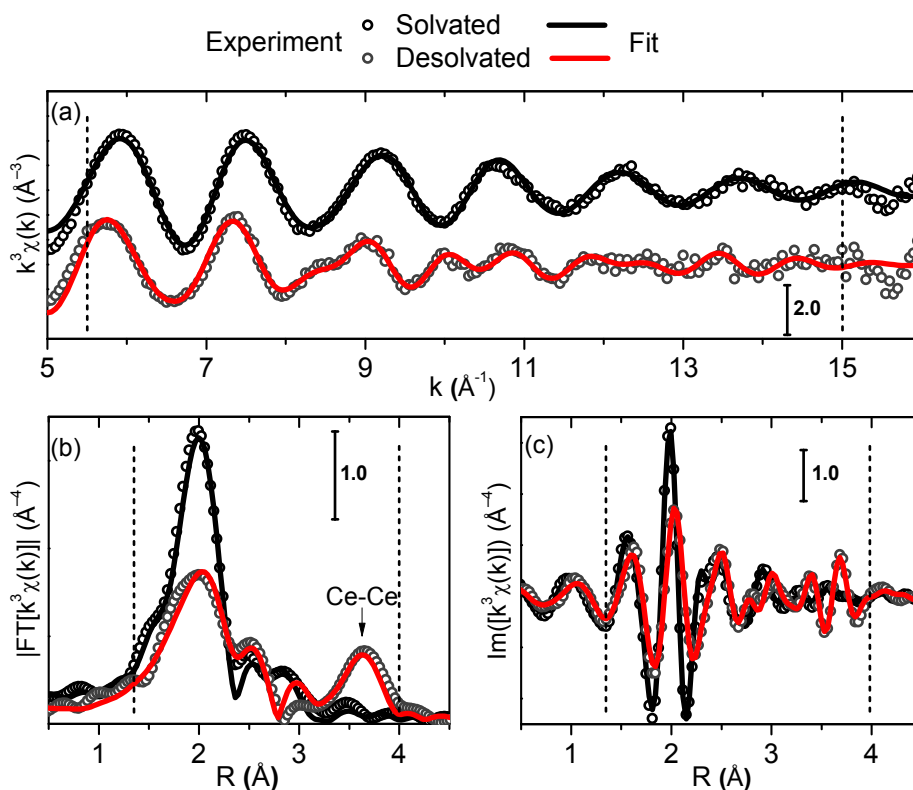 Experiment
Solvated
Desolvated
Fit
(a)
k³χ(k) (Å⁻³)
2.0
5 7 9 11 13 15
k (Å⁻¹)
(b)
1.0
Ce-Ce
|FT[k³χ(k)]| (Å⁻⁴)
1 2 3 4
R (Å)
(c)
1.0
Im([k³χ(k)]) (Å⁻⁴)
1 2 3 4
R (Å)